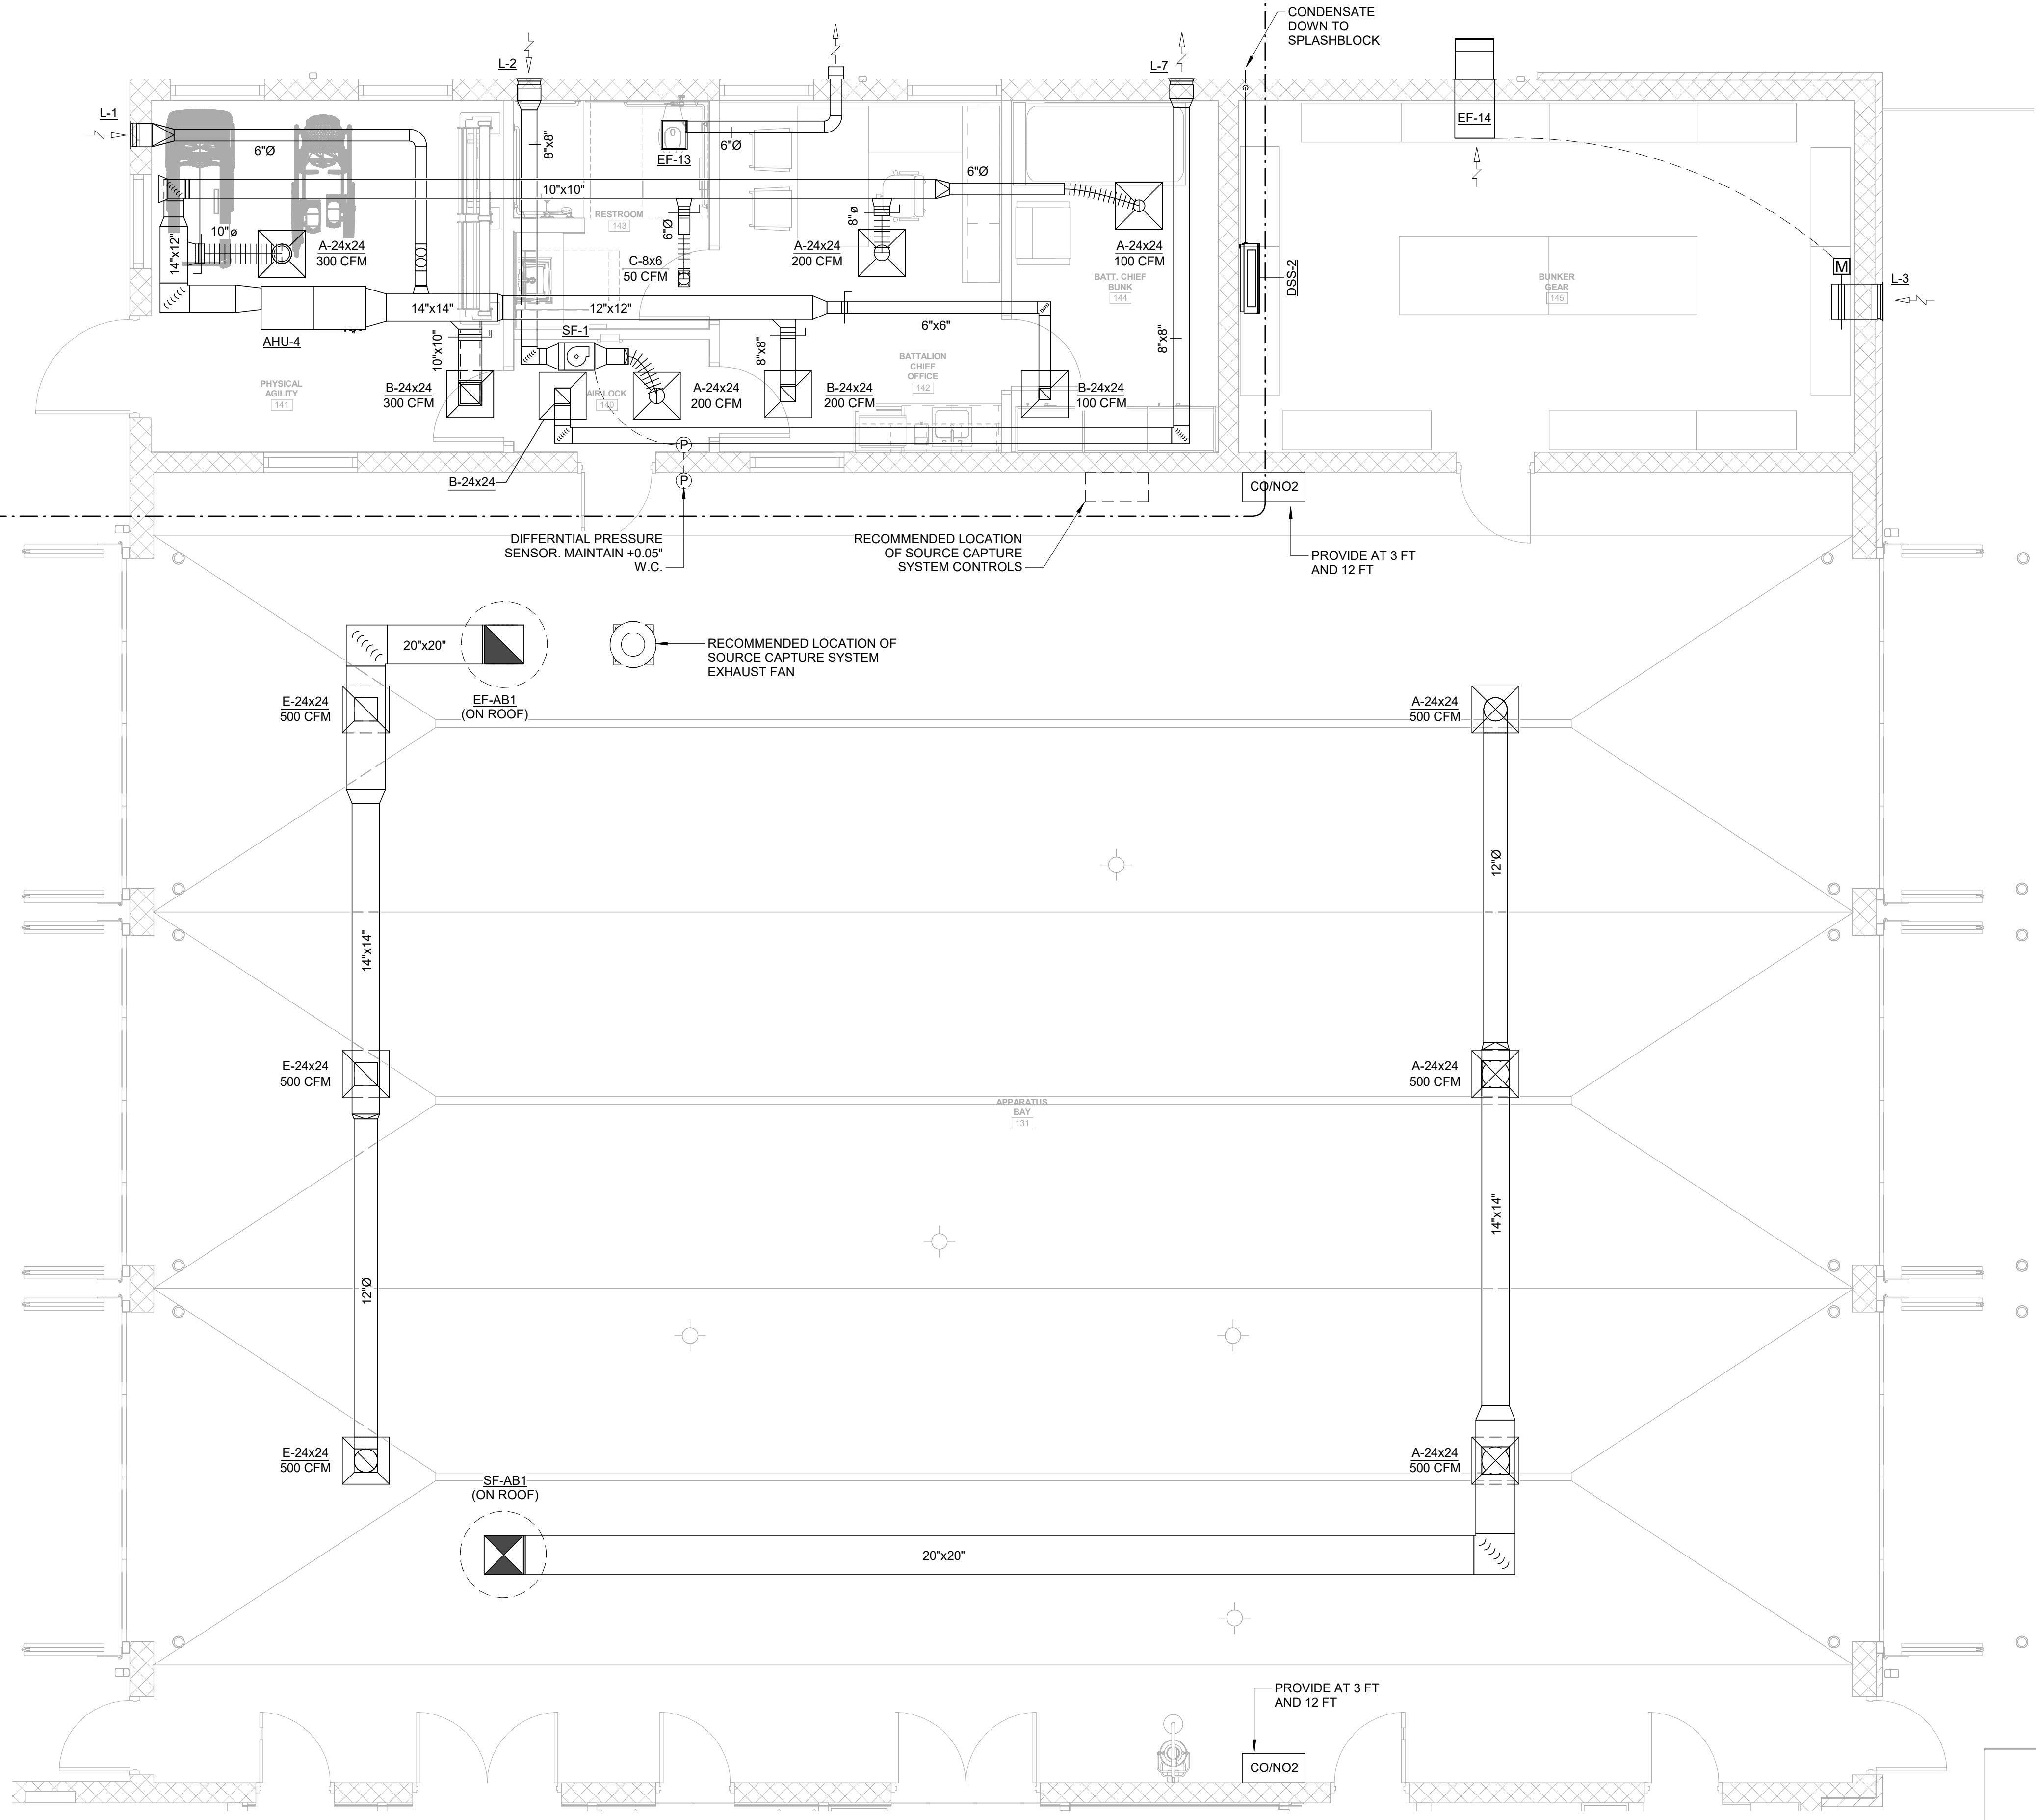 CONDENSATE
DOWN TO
SPLASHBLOCK
L-2
L-7
L-1
EF-14
6"Ø
8"x8"
EF-13
6"Ø
10"x10"
6"Ø
RESTROOM
143
14"x12"
10"ø
A-24x24
300 CFM
6"Ø
C-8x6
50 CFM
8"ø
A-24x24
200 CFM
A-24x24
100 CFM
BATT. CHIEF
BUNK
144
DSS-2
BUNKER
GEAR
145
M
L-3
AHU-4
14"x14"
12"x12"
SF-1
10"x10"
8"x8"
6"x6"
8"x8"
PHYSICAL
AGILITY
141
B-24x24
300 CFM
AIR LOCK
140
A-24x24
200 CFM
B-24x24
200 CFM
BATTALION
CHIEF
OFFICE
142
B-24x24
100 CFM
P
P
B-24x24
CO/NO2
DIFFERNTIAL PRESSURE
SENSOR. MAINTAIN +0.05"
W.C.
RECOMMENDED LOCATION
OF SOURCE CAPTURE
SYSTEM CONTROLS
PROVIDE AT 3 FT
AND 12 FT
20"x20"
RECOMMENDED LOCATION OF
SOURCE CAPTURE SYSTEM
EXHAUST FAN
EF-AB1
(ON ROOF)
E-24x24
500 CFM
A-24x24
500 CFM
12"Ø
14"x14"
E-24x24
500 CFM
A-24x24
500 CFM
APPARATUS
BAY
131
14"x14"
12"Ø
E-24x24
500 CFM
A-24x24
500 CFM
SF-AB1
(ON ROOF)
20"x20"
PROVIDE AT 3 FT
AND 12 FT
CO/NO2